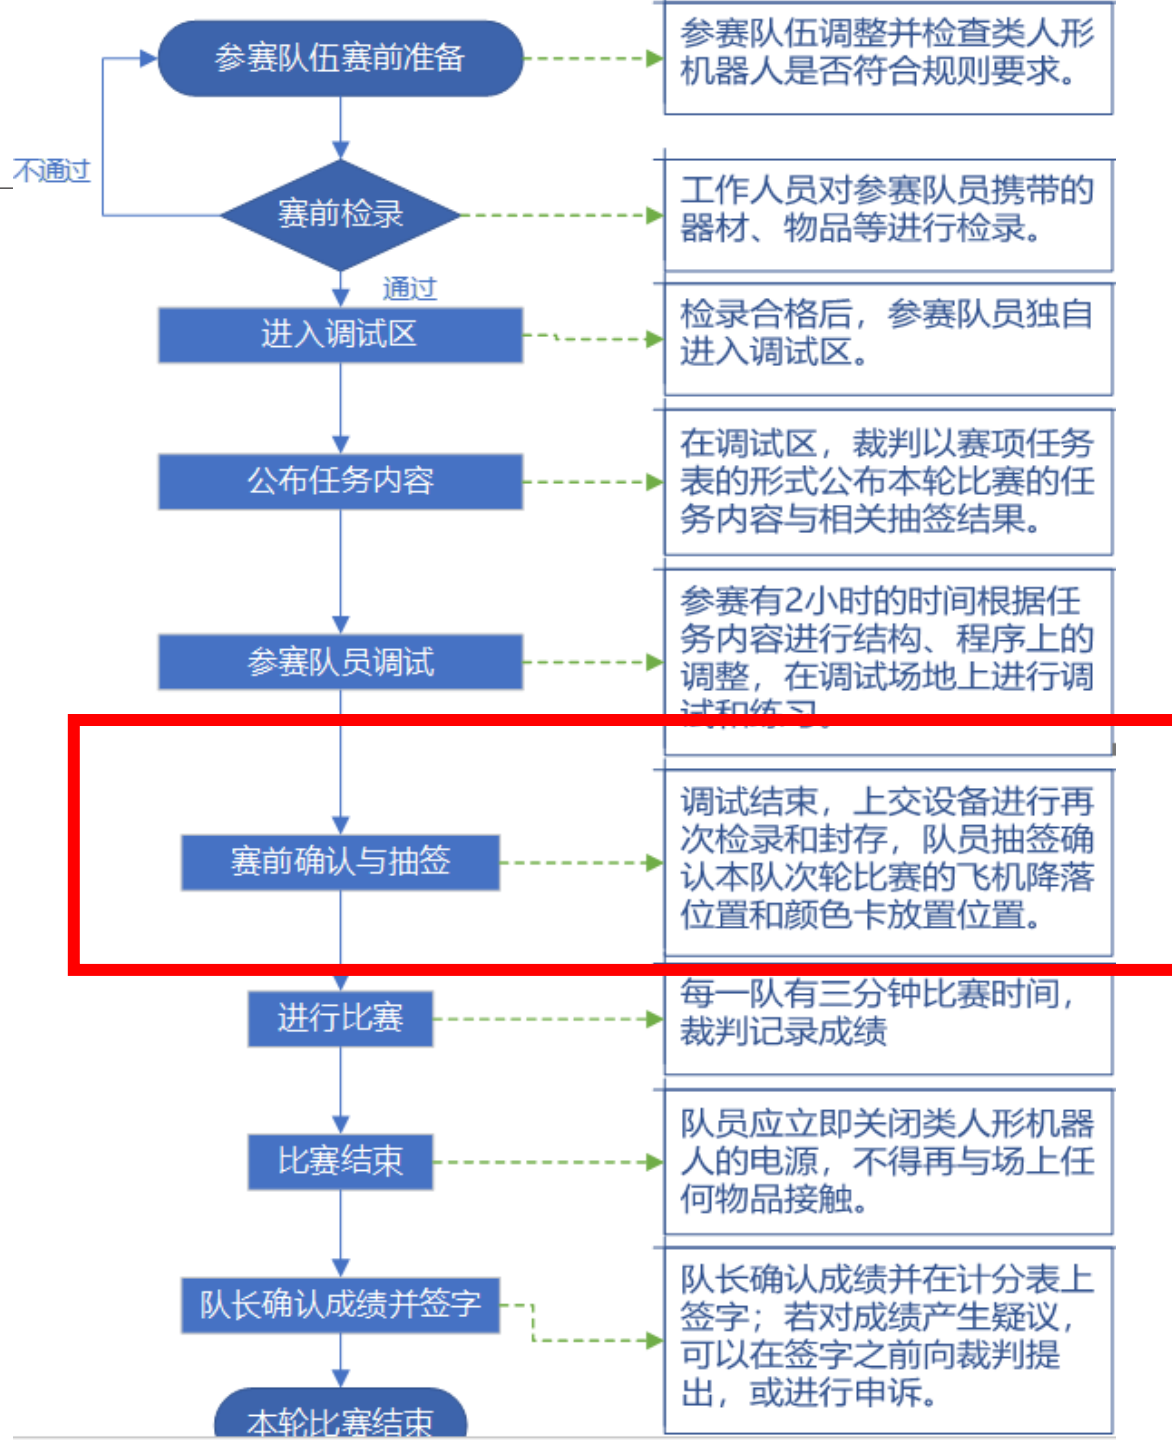 参赛队伍赛前准备
参赛队伍调整并检查类人形
机器人是否符合规则要求。
不通过
赛前检录
工作人员对参赛队员携带的
器材、物品等进行检录。
通过
进入调试区
检录合格后，参赛队员独自
进入调试区。
公布任务内容
在调试区，裁判以赛项任务
表的形式公布本轮比赛的任
务内容与相关抽签结果。
参赛队员调试
参赛有2小时的时间根据任
务内容进行结构、程序上的
调整，在调试场地上进行调
试和练习。
赛前确认与抽签
调试结束，上交设备进行再
次检录和封存，队员抽签确
认本队次轮比赛的飞机降落
位置和颜色卡放置位置。
进行比赛
每一队有三分钟比赛时间，
裁判记录成绩
比赛结束
队员应立即关闭类人形机器
人的电源，不得再与场上任
何物品接触。
队长确认成绩并签字
队长确认成绩并在计分表上
签字；若对成绩产生疑议，
可以在签字之前向裁判提
出，或进行申诉。
本轮比赛结束